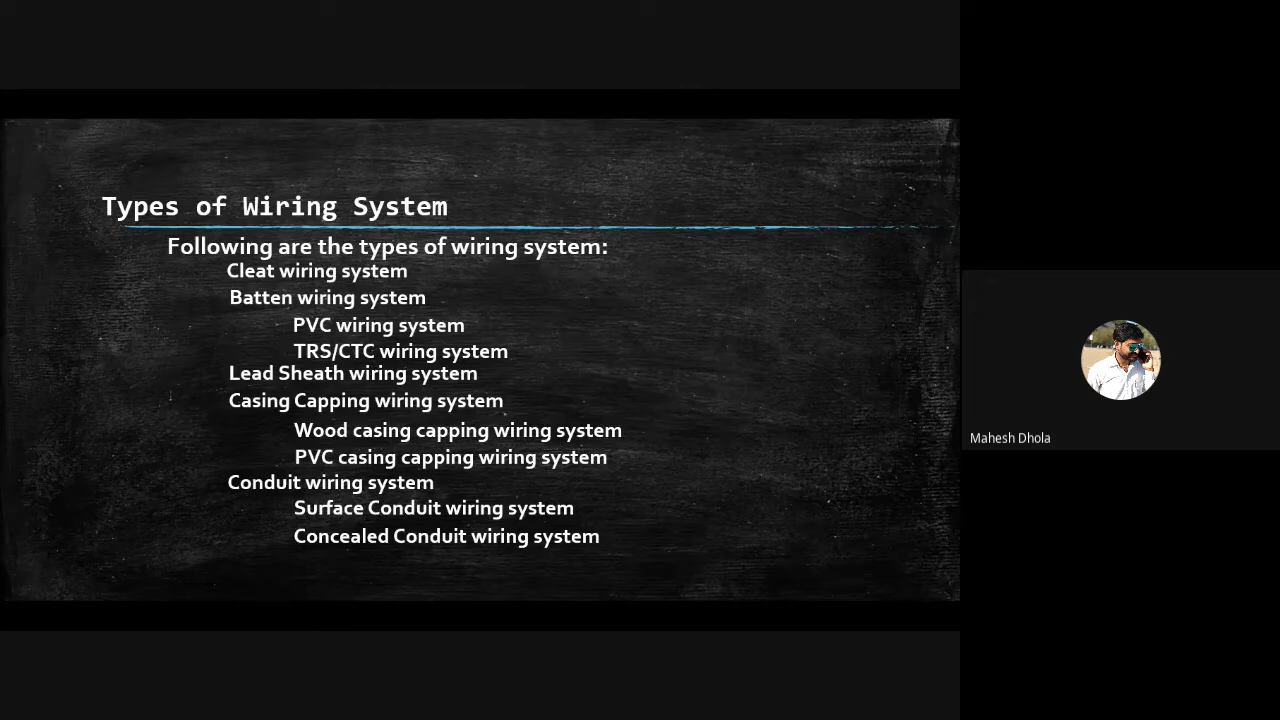 Types of Wiring System
Following are the types of wiring system:
Cleat wiring system
Batten wiring system
PVC wiring system
TRS/CTC wiring system
Lead Sheath wiring system
Casing Capping wiring system
Wood casing capping wiring system
PVC casing capping wiring system
Conduit wiring system
Surface Conduit wiring system
Concealed Conduit wiring system
Mahesh Dhola